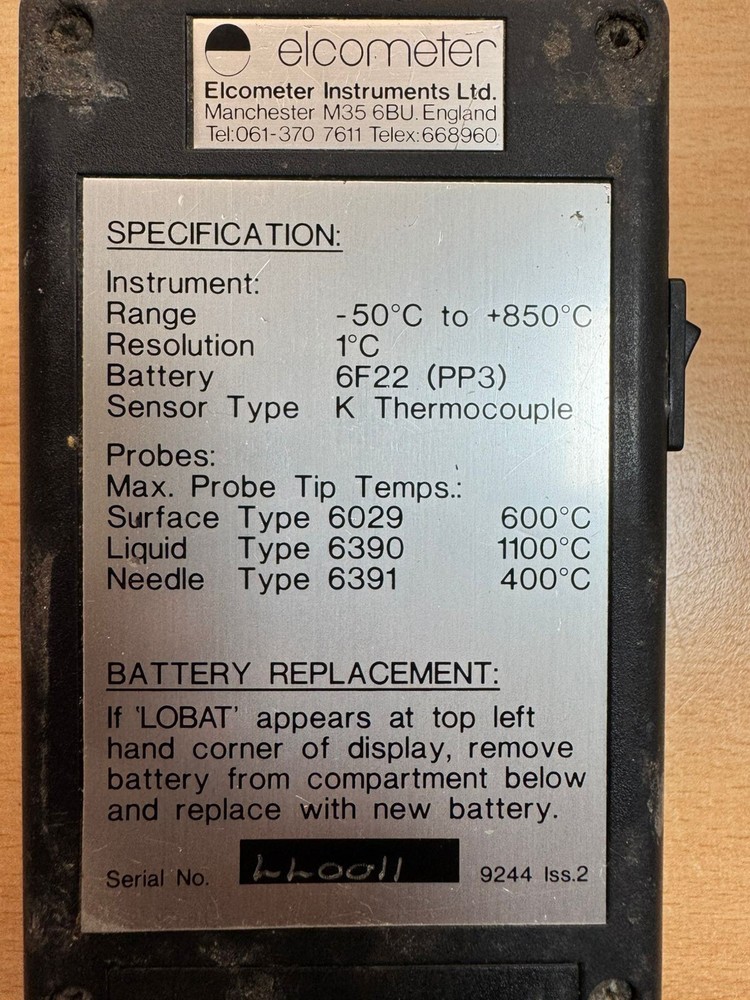 elcometer
Elcometer Instruments Ltd.
Manchester M35 6BU. England
Tel:061-370 7611 Telex:668960
SPECIFICATION:
Instrument:
Range -50°C to +850°C
Resolution 1°C
Battery 6F22 (PP3)
Sensor Type K Thermocouple
Probes:
Max. Probe Tip Temps.:
Surface Type 6029 600°C
Liquid Type 6390 1100°C
Needle Type 6391 400°C
BATTERY REPLACEMENT:
If 'LOBAT' appears at top left
hand corner of display, remove
battery from compartment below
and replace with new battery.
Serial No. 9244 Iss.2